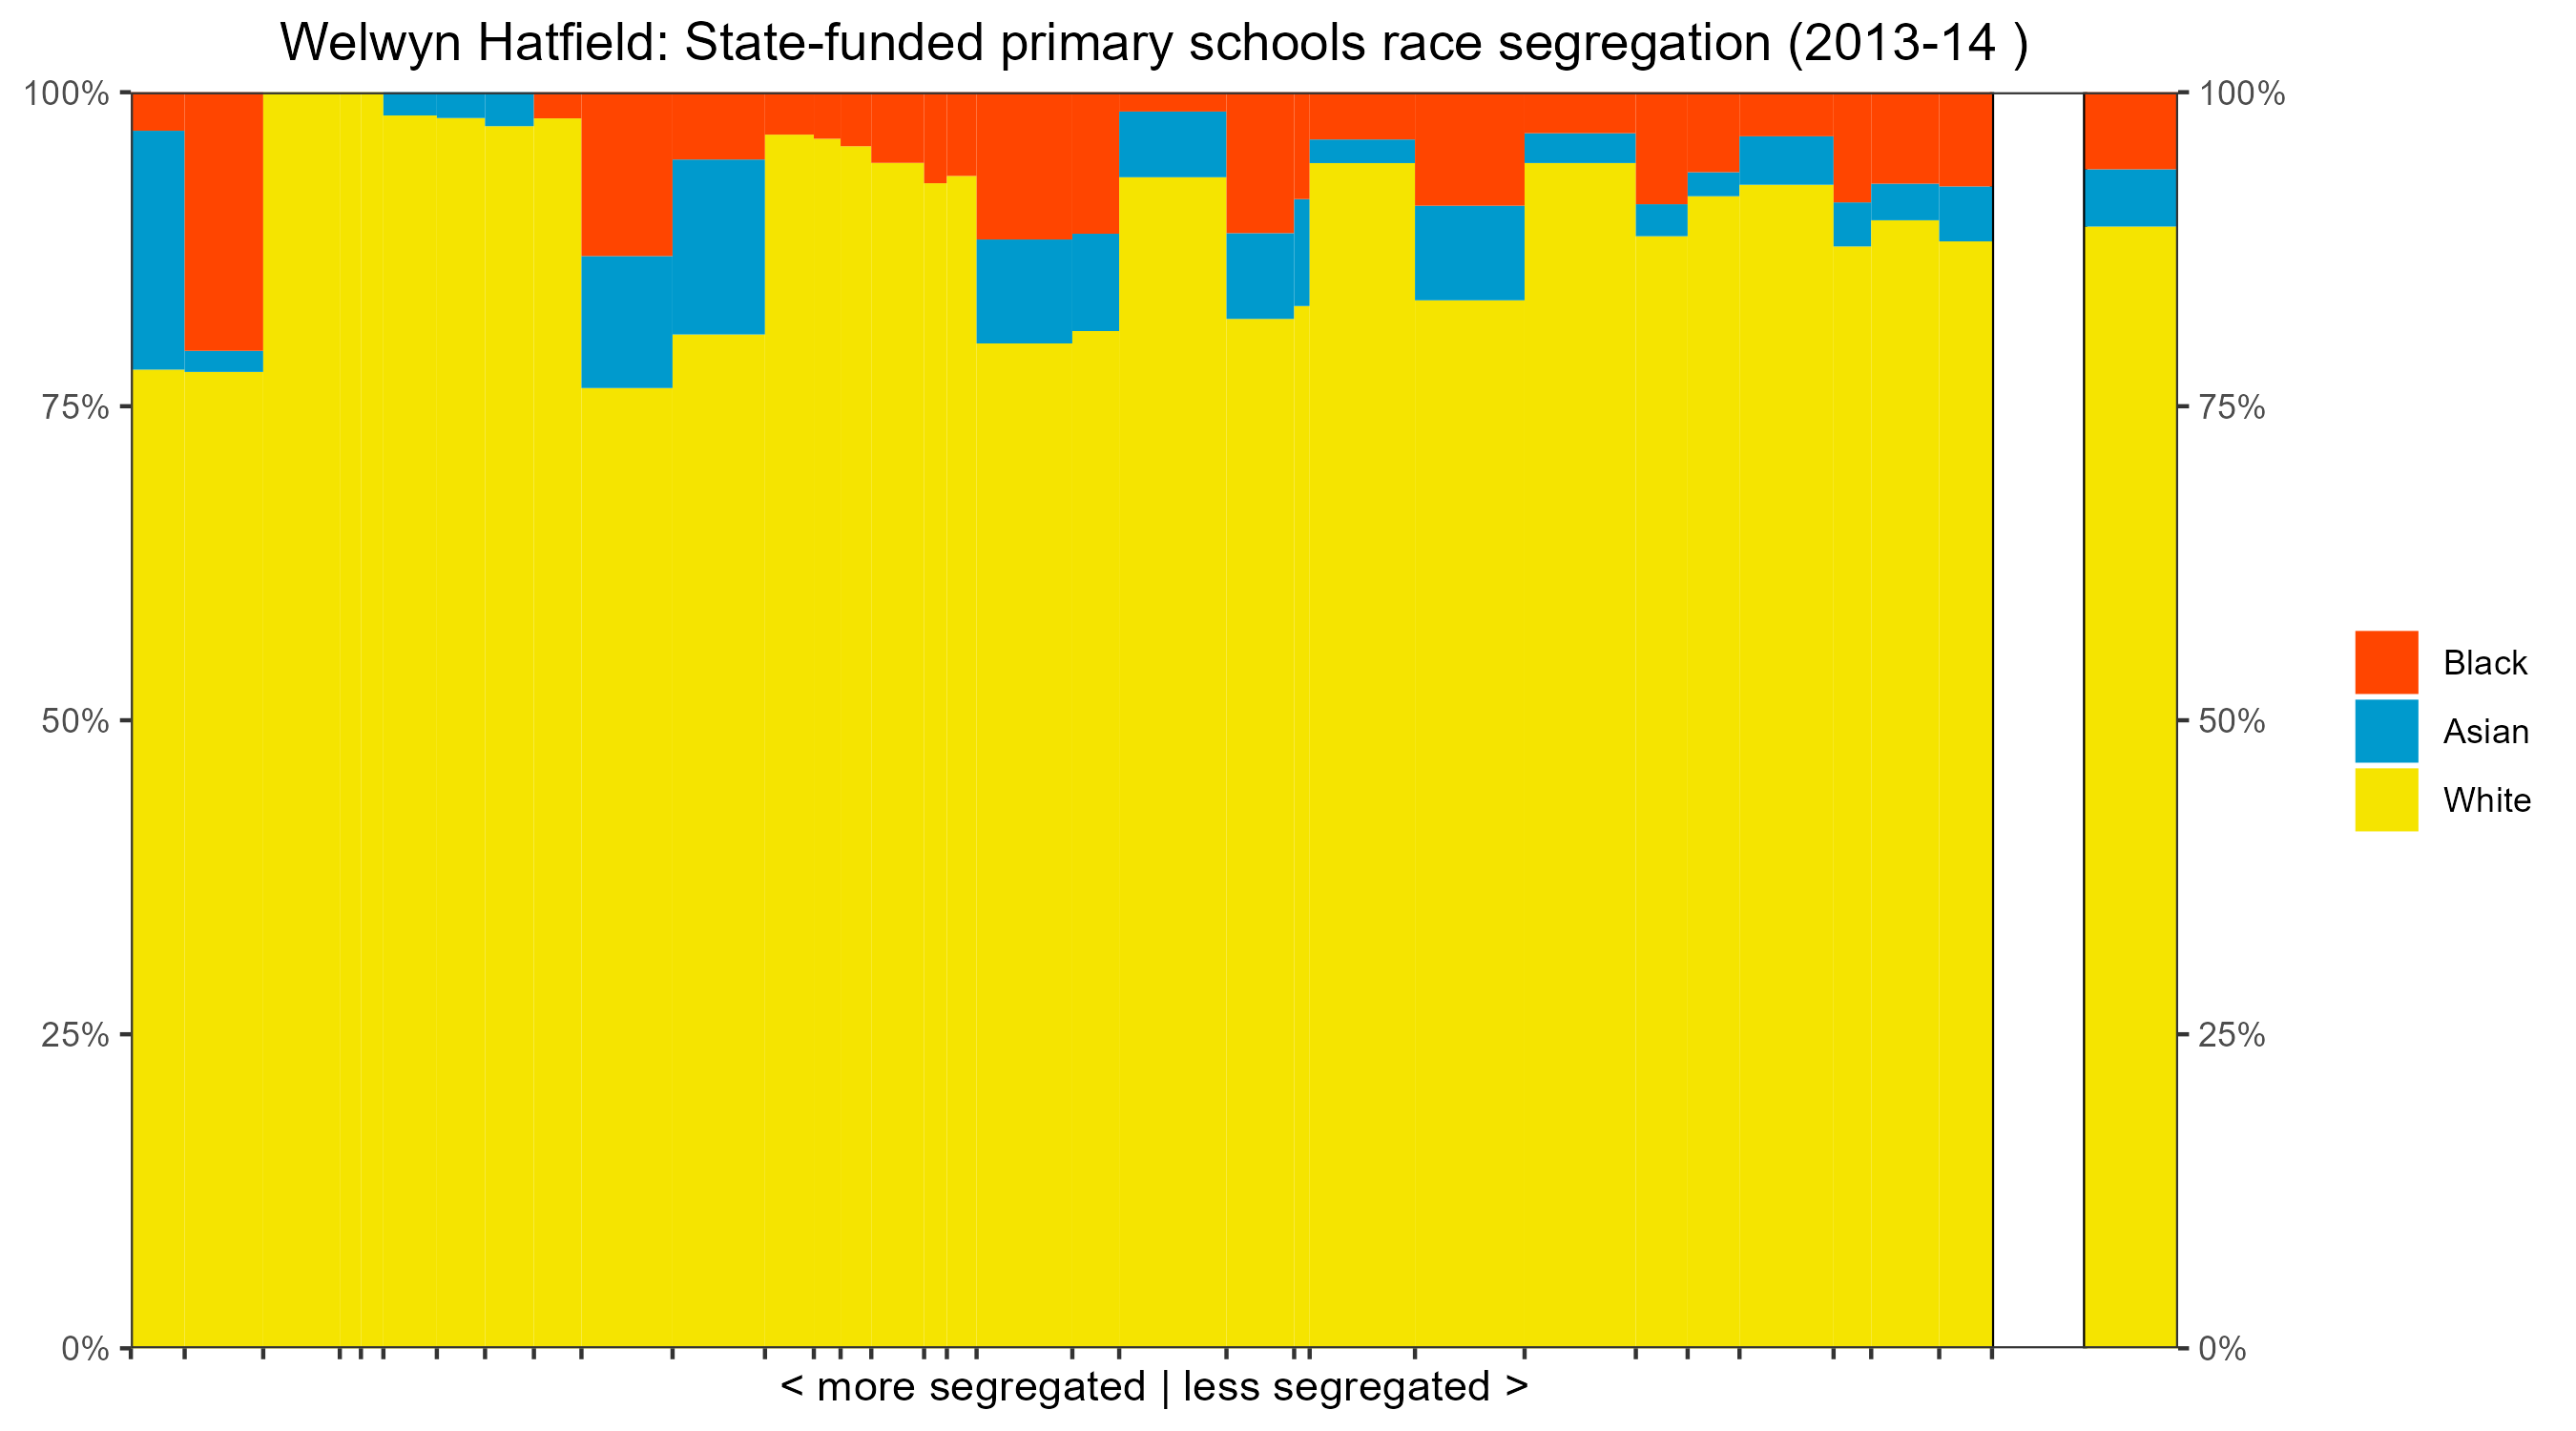 Welwyn Hatfield: State-funded primary schools race segregation (2013-14 )
100%
75%
50%
25%
0%
100%
75%
50%
25%
0%
Black
Asian
White
< more segregated | less segregated >